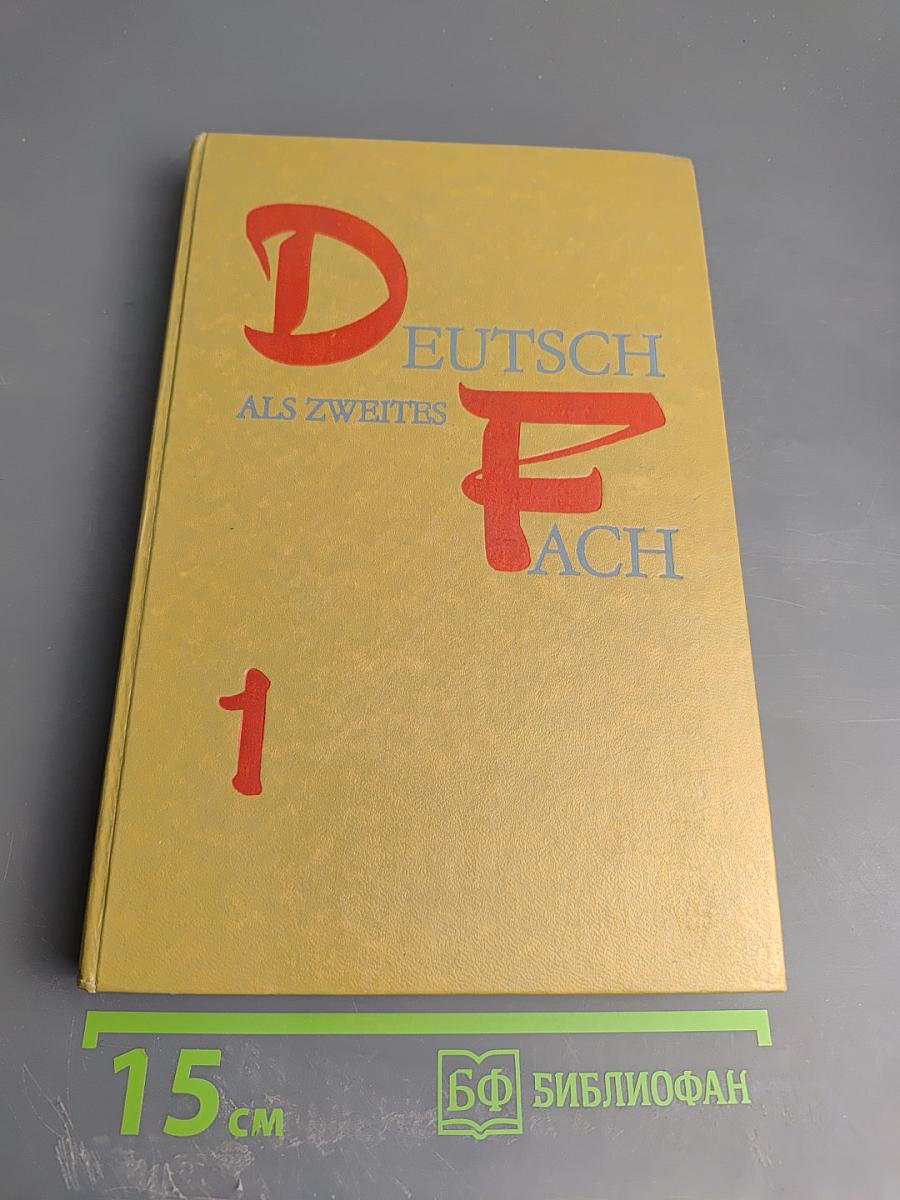 DEUTSCH
ALS ZWEITES
FACH
1
15 см
БФ БИБЛИОФАН